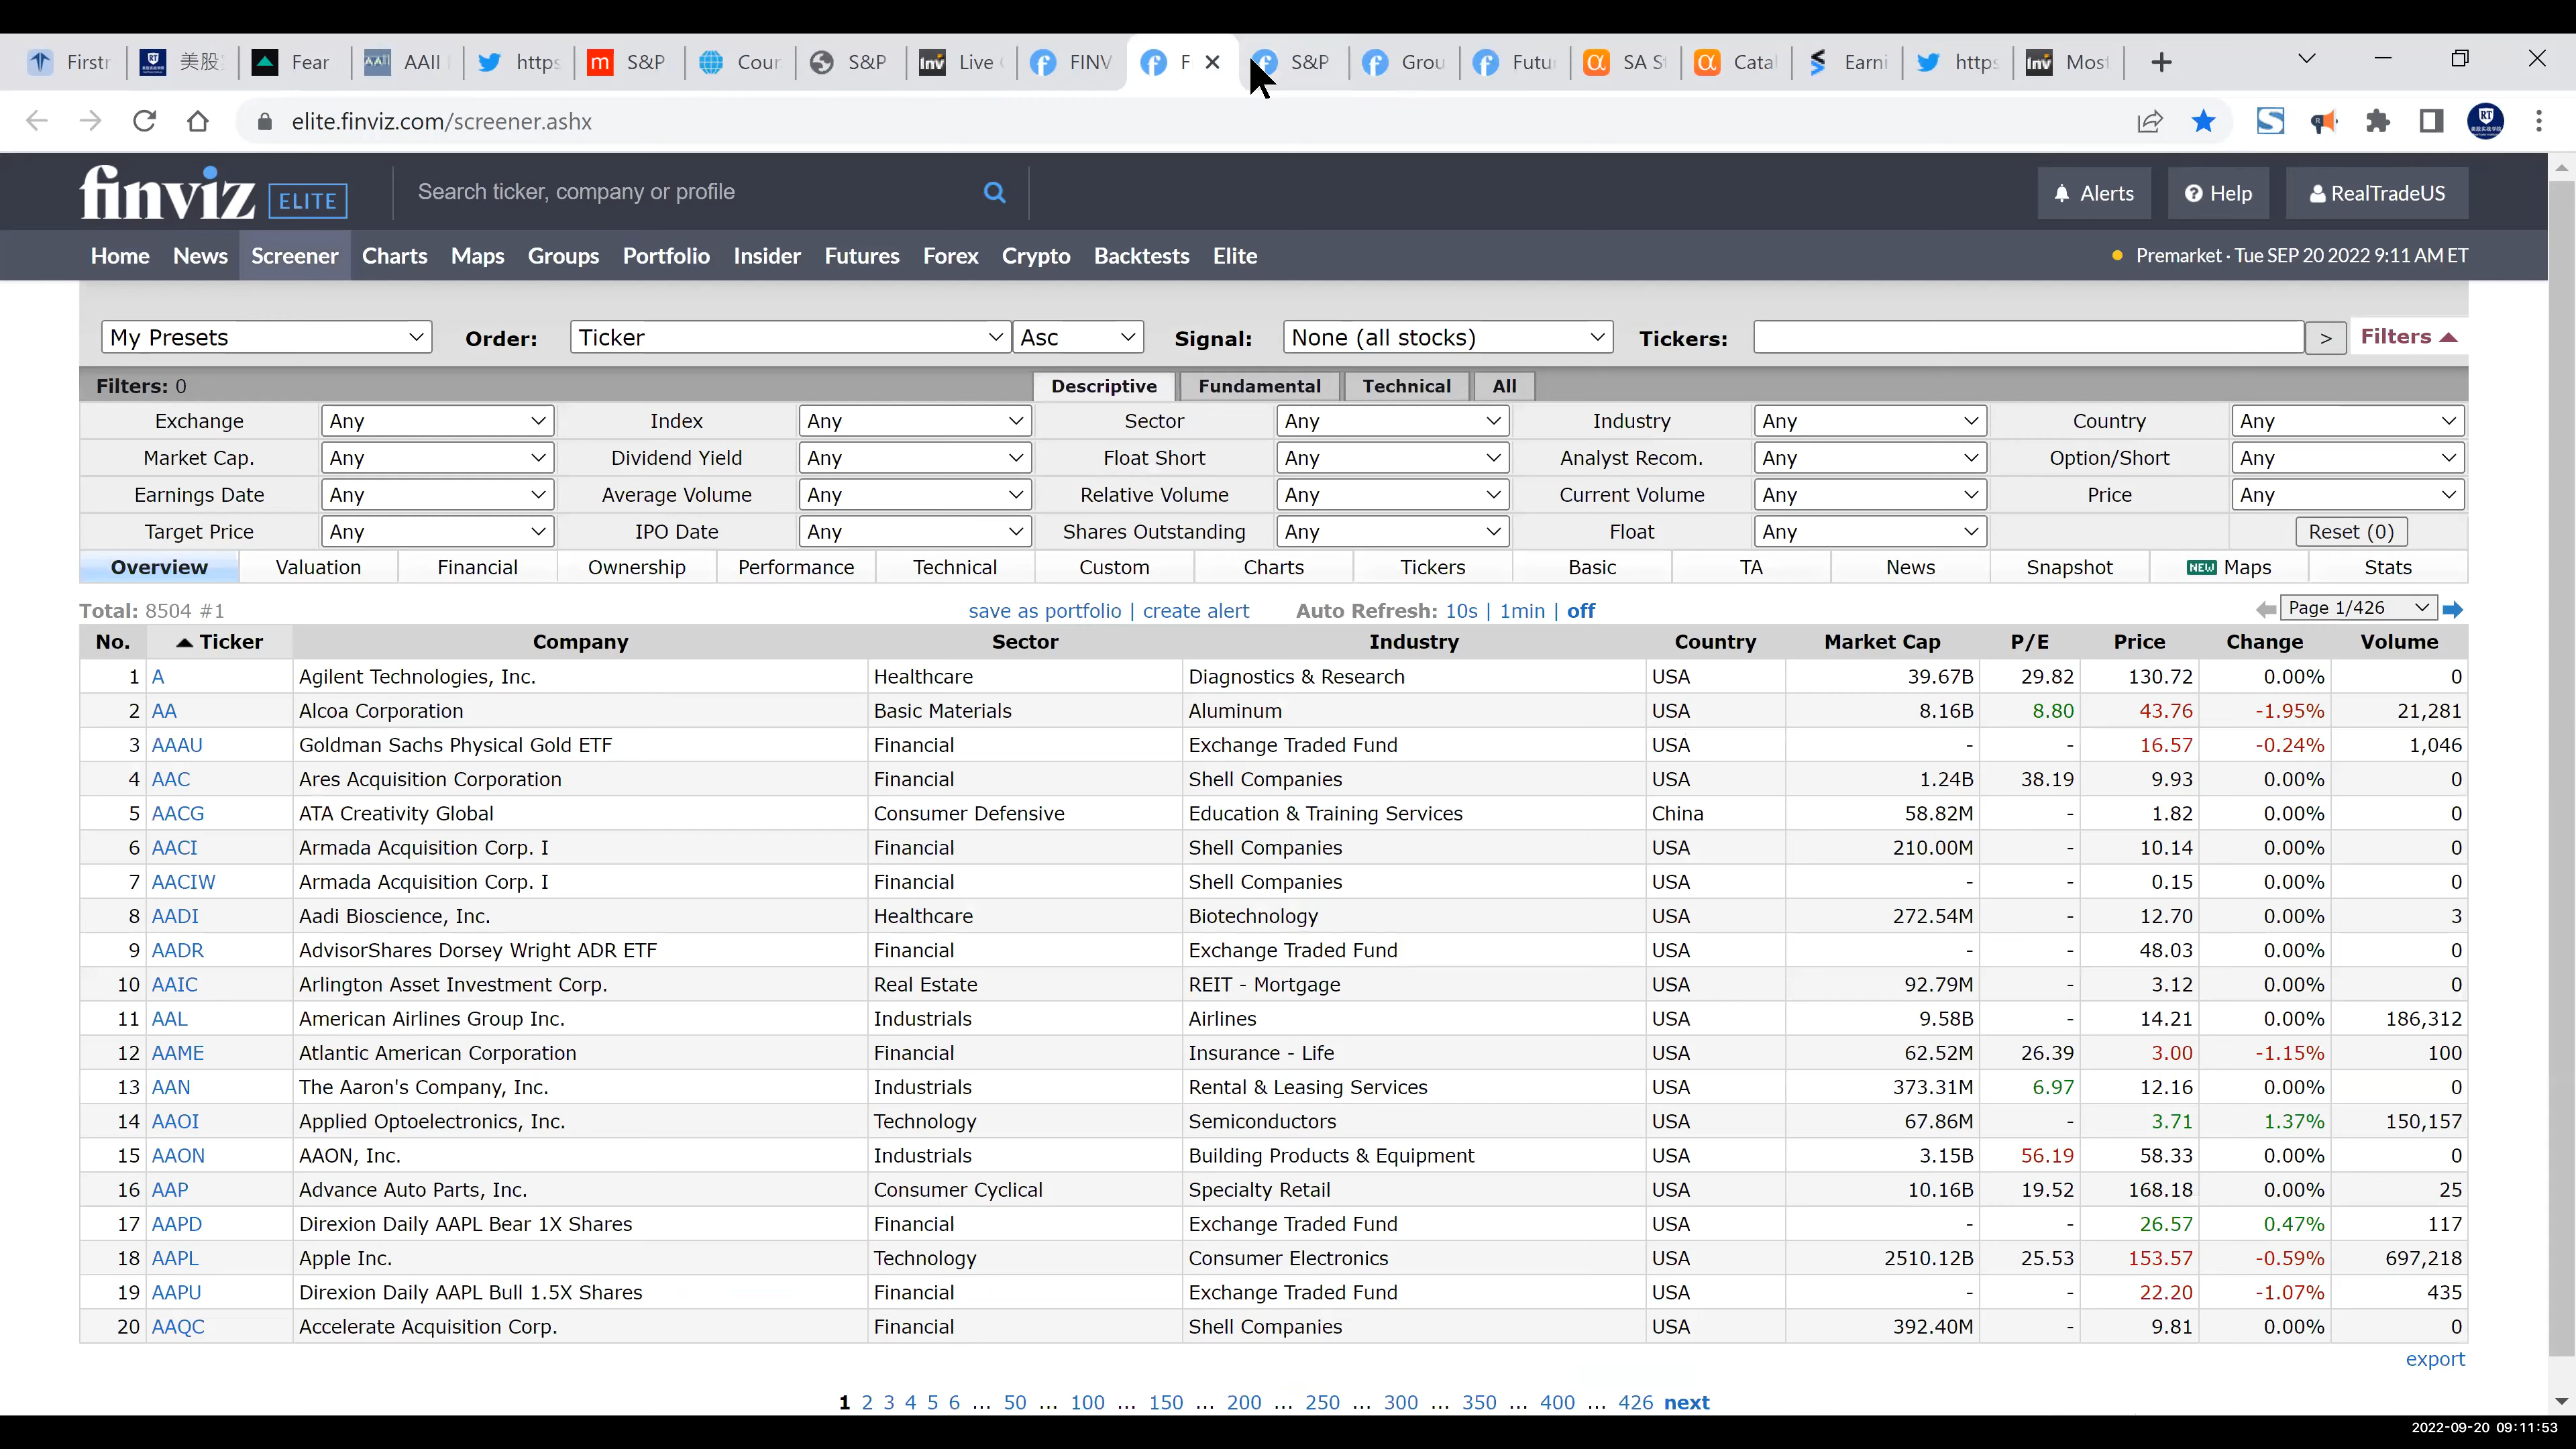 Firstr 美股 Fear AAII https S&P Cour S&P Live FINV F S&P Grou Futu SA S Catal Earni https Most
elite.finviz.com/screener.ashx
finviz ELITE Search ticker, company or profile Alerts Help RealTradeUS
Home News Screener Charts Maps Groups Portfolio Insider Futures Forex Crypto Backtests Elite Premarket · Tue SEP 20 2022 9:11 AM ET
My Presets Order: Ticker Asc Signal: None (all stocks) Tickers: > Filters
Filters: 0 Descriptive Fundamental Technical All
Exchange Any Index Any Sector Any Industry Any Country Any
Market Cap. Any Dividend Yield Any Float Short Any Analyst Recom. Any Option/Short Any
Earnings Date Any Average Volume Any Relative Volume Any Current Volume Any Price Any
Target Price Any IPO Date Any Shares Outstanding Any Float Any Reset (0)
Overview Valuation Financial Ownership Performance Technical Custom Charts Tickers Basic TA News Snapshot NEW Maps Stats
Total: 8504 #1 save as portfolio | create alert Auto Refresh: 10s | 1min | off Page 1/426
No. Ticker Company Sector Industry Country Market Cap P/E Price Change Volume
1 A Agilent Technologies, Inc. Healthcare Diagnostics & Research USA 39.67B 29.82 130.72 0.00% 0
2 AA Alcoa Corporation Basic Materials Aluminum USA 8.16B 8.80 43.76 -1.95% 21,281
3 AAAU Goldman Sachs Physical Gold ETF Financial Exchange Traded Fund USA - - 16.57 -0.24% 1,046
4 AAC Ares Acquisition Corporation Financial Shell Companies USA 1.24B 38.19 9.93 0.00% 0
5 AACG ATA Creativity Global Consumer Defensive Education & Training Services China 58.82M - 1.82 0.00% 0
6 AACI Armada Acquisition Corp. I Financial Shell Companies USA 210.00M - 10.14 0.00% 0
7 AACIW Armada Acquisition Corp. I Financial Shell Companies USA - - 0.15 0.00% 0
8 AADI Aadi Bioscience, Inc. Healthcare Biotechnology USA 272.54M - 12.70 0.00% 3
9 AADR AdvisorShares Dorsey Wright ADR ETF Financial Exchange Traded Fund USA - - 48.03 0.00% 0
10 AAIC Arlington Asset Investment Corp. Real Estate REIT - Mortgage USA 92.79M - 3.12 0.00% 0
11 AAL American Airlines Group Inc. Industrials Airlines USA 9.58B - 14.21 0.00% 186,312
12 AAME Atlantic American Corporation Financial Insurance - Life USA 62.52M 26.39 3.00 -1.15% 100
13 AAN The Aaron's Company, Inc. Industrials Rental & Leasing Services USA 373.31M 6.97 12.16 0.00% 0
14 AAOI Applied Optoelectronics, Inc. Technology Semiconductors USA 67.86M - 3.71 1.37% 150,157
15 AAON AAON, Inc. Industrials Building Products & Equipment USA 3.15B 56.19 58.33 0.00% 0
16 AAP Advance Auto Parts, Inc. Consumer Cyclical Specialty Retail USA 10.16B 19.52 168.18 0.00% 25
17 AAPD Direxion Daily AAPL Bear 1X Shares Financial Exchange Traded Fund USA - - 26.57 0.47% 117
18 AAPL Apple Inc. Technology Consumer Electronics USA 2510.12B 25.53 153.57 -0.59% 697,218
19 AAPU Direxion Daily AAPL Bull 1.5X Shares Financial Exchange Traded Fund USA - - 22.20 -1.07% 435
20 AAQC Accelerate Acquisition Corp. Financial Shell Companies USA 392.40M - 9.81 0.00% 0
export
1 2 3 4 5 6 ... 50 ... 100 ... 150 ... 200 ... 250 ... 300 ... 350 ... 400 ... 426 next
2022-09-20 09:11:53